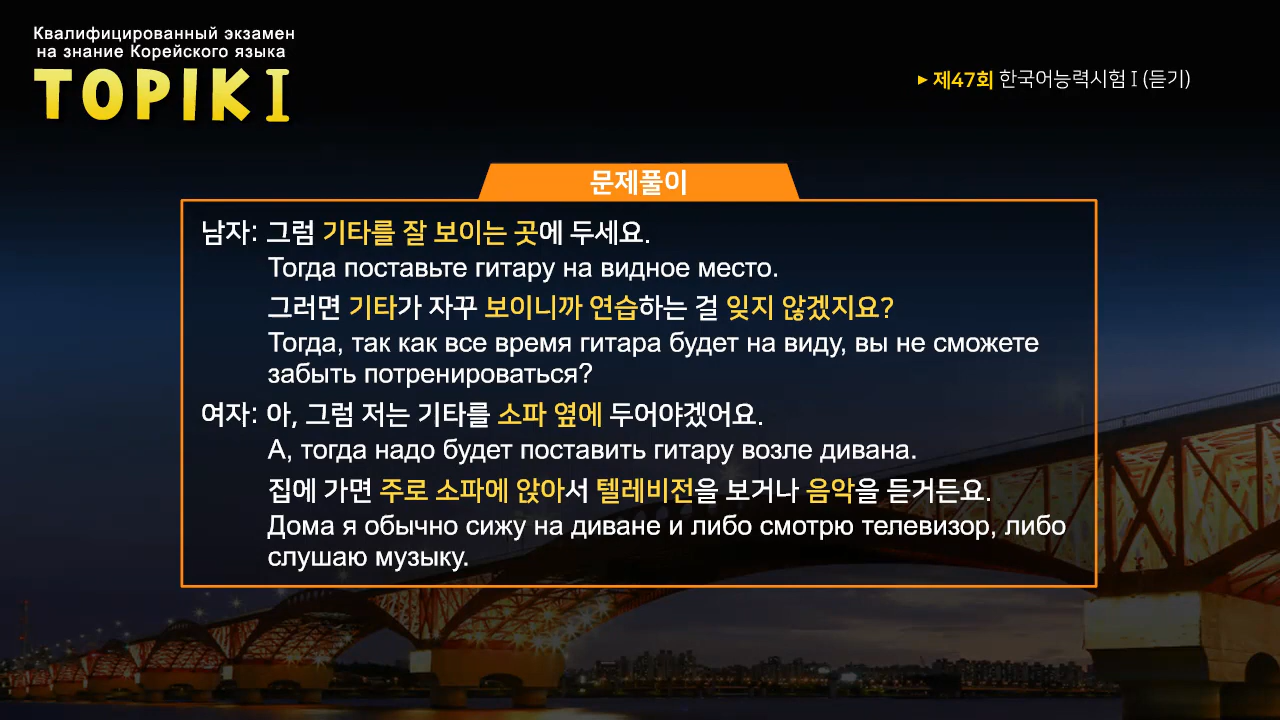 Квалифицированный экзамен
на знание Корейского языка
TOPIK I
▸ 제47회 한국어능력시험 I (듣기)
문제풀이
남자: 그럼 기타를 잘 보이는 곳에 두세요.
Тогда поставьте гитару на видное место.
그러면 기타가 자꾸 보이니까 연습하는 걸 잊지 않겠지요?
Тогда, так как все время гитара будет на виду, вы не сможете
забыть потренироваться?
여자: 아, 그럼 저는 기타를 소파 옆에 두어야겠어요.
А, тогда надо будет поставить гитару возле дивана.
집에 가면 주로 소파에 앉아서 텔레비전을 보거나 음악을 듣거든요.
Дома я обычно сижу на диване и либо смотрю телевизор, либо
слушаю музыку.